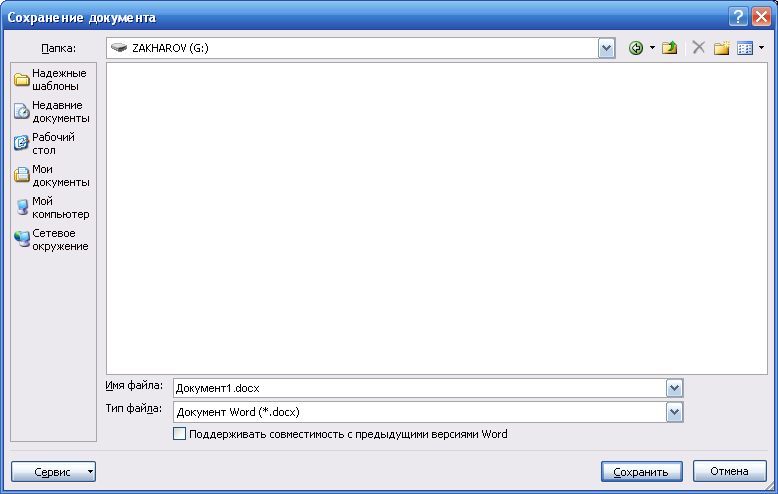 Сохранение документа
Папка:
ZAKHAROV (G:)
Надежные
шаблоны
Недавние
документы
Рабочий
стол
Мои
документы
Мой
компьютер
Сетевое
окружение
Имя файла:
Документ1.docx
Тип файла:
Документ Word (*.docx)
Поддерживать совместимость с предыдущими версиями Word
Сервис
Сохранить
Отмена